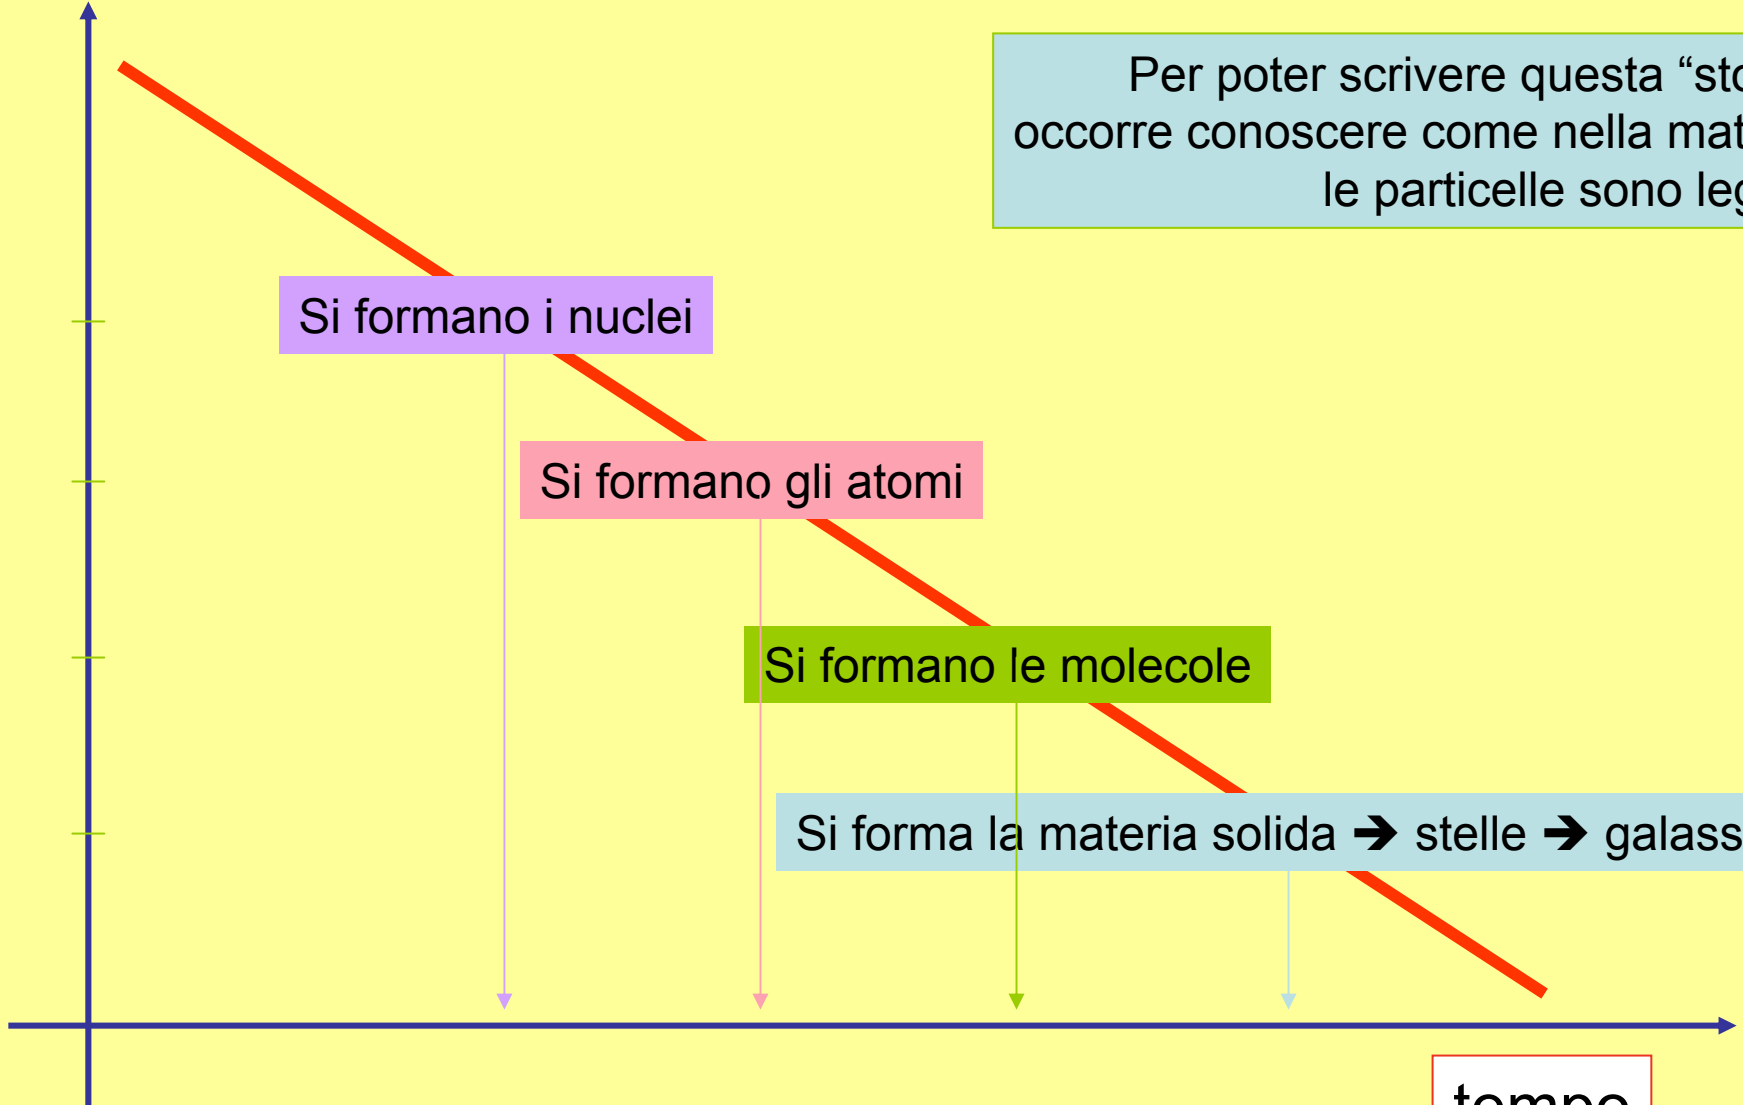 Per poter scrivere questa “sto
occorre conoscere come nella mat
le particelle sono leg
Si formano i nuclei
Si formano gli atomi
Si formano le molecole
Si forma la materia solida ➔ stelle ➔ galass
tempo